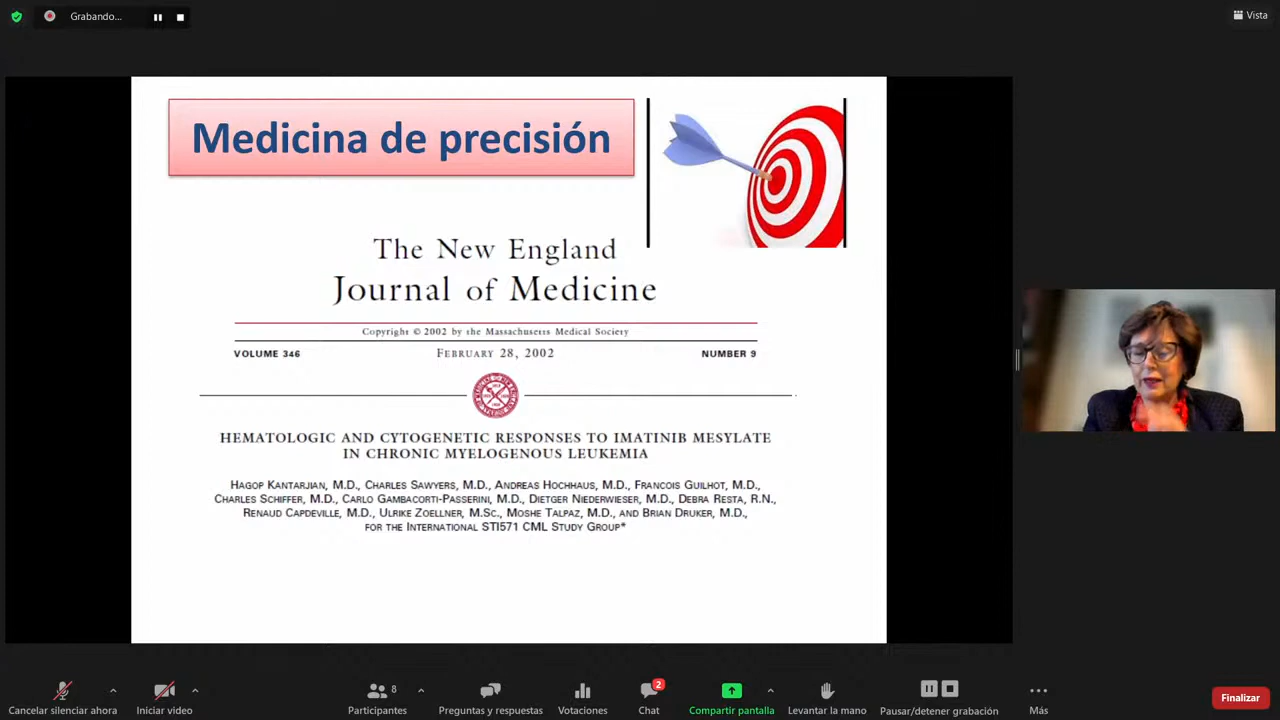 Grabando...
Vista
Medicina de precisión
The New England
Journal of Medicine
Copyright © 2002 by the Massachusetts Medical Society
VOLUME 346 FEBRUARY 28, 2002 NUMBER 9
HEMATOLOGIC AND CYTOGENETIC RESPONSES TO IMATINIB MESYLATE
IN CHRONIC MYELOGENOUS LEUKEMIA
HAGOP KANTARJIAN, M.D., CHARLES SAWYERS, M.D., ANDREAS HOCHHAUS, M.D., FRANCOIS GUILHOT, M.D.,
CHARLES SCHIFFER, M.D., CARLO GAMBACORTI-PASSERINI, M.D., DIETGER NIEDERWIESER, M.D., DEBRA RESTA, R.N.,
RENAUD CAPDEVILLE, M.D., ULRIKE ZOELLNER, M.SC., MOSHE TALPAZ, M.D., AND BRIAN DRUKER, M.D.,
FOR THE INTERNATIONAL STI571 CML STUDY GROUP*
8
2
Cancelar silenciar ahora
Iniciar video
Participantes
Preguntas y respuestas
Votaciones
Chat
Compartir pantalla
Levantar la mano
Pausar/detener grabación
Más
Finalizar